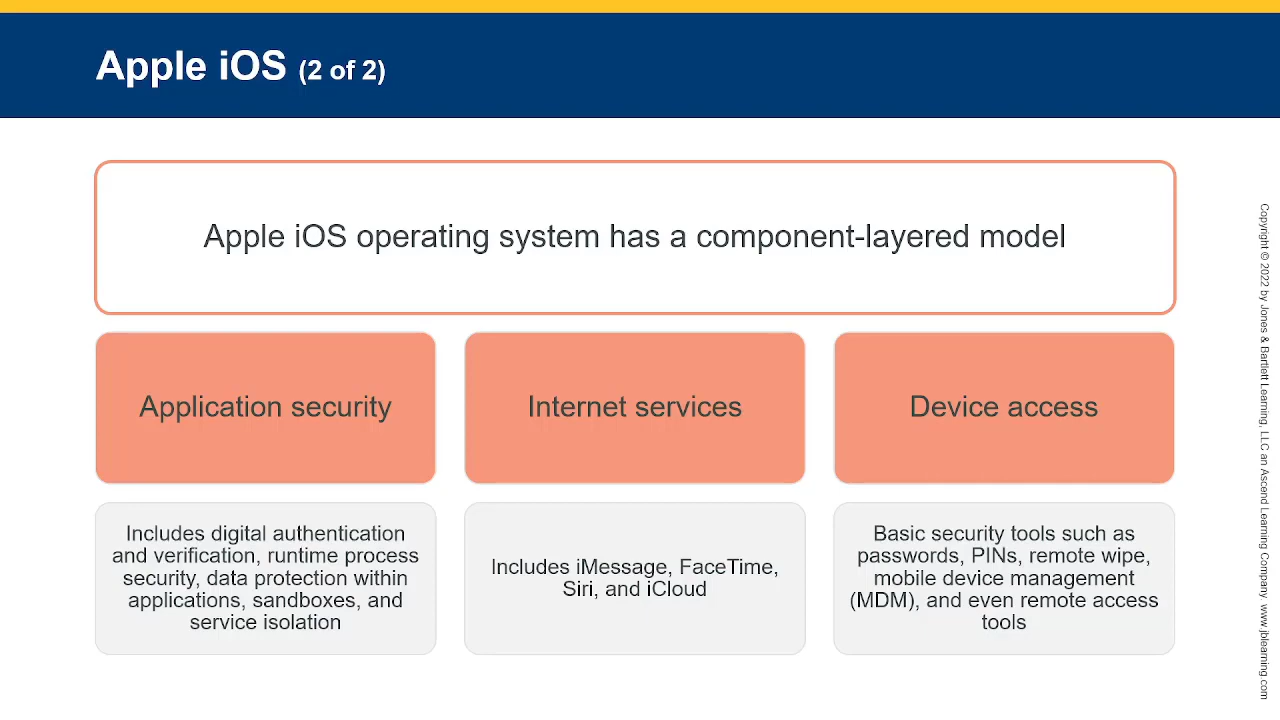 Apple iOS (2 of 2)
Apple iOS operating system has a component-layered model
Application security
Internet services
Device access
Includes digital authentication
and verification, runtime process
security, data protection within
applications, sandboxes, and
service isolation
Includes iMessage, FaceTime,
Siri, and iCloud
Basic security tools such as
passwords, PINs, remote wipe,
mobile device management
(MDM), and even remote access
tools
Copyright © 2022 by Jones & Bartlett Learning, LLC an Ascend Learning Company www.jblearning.com